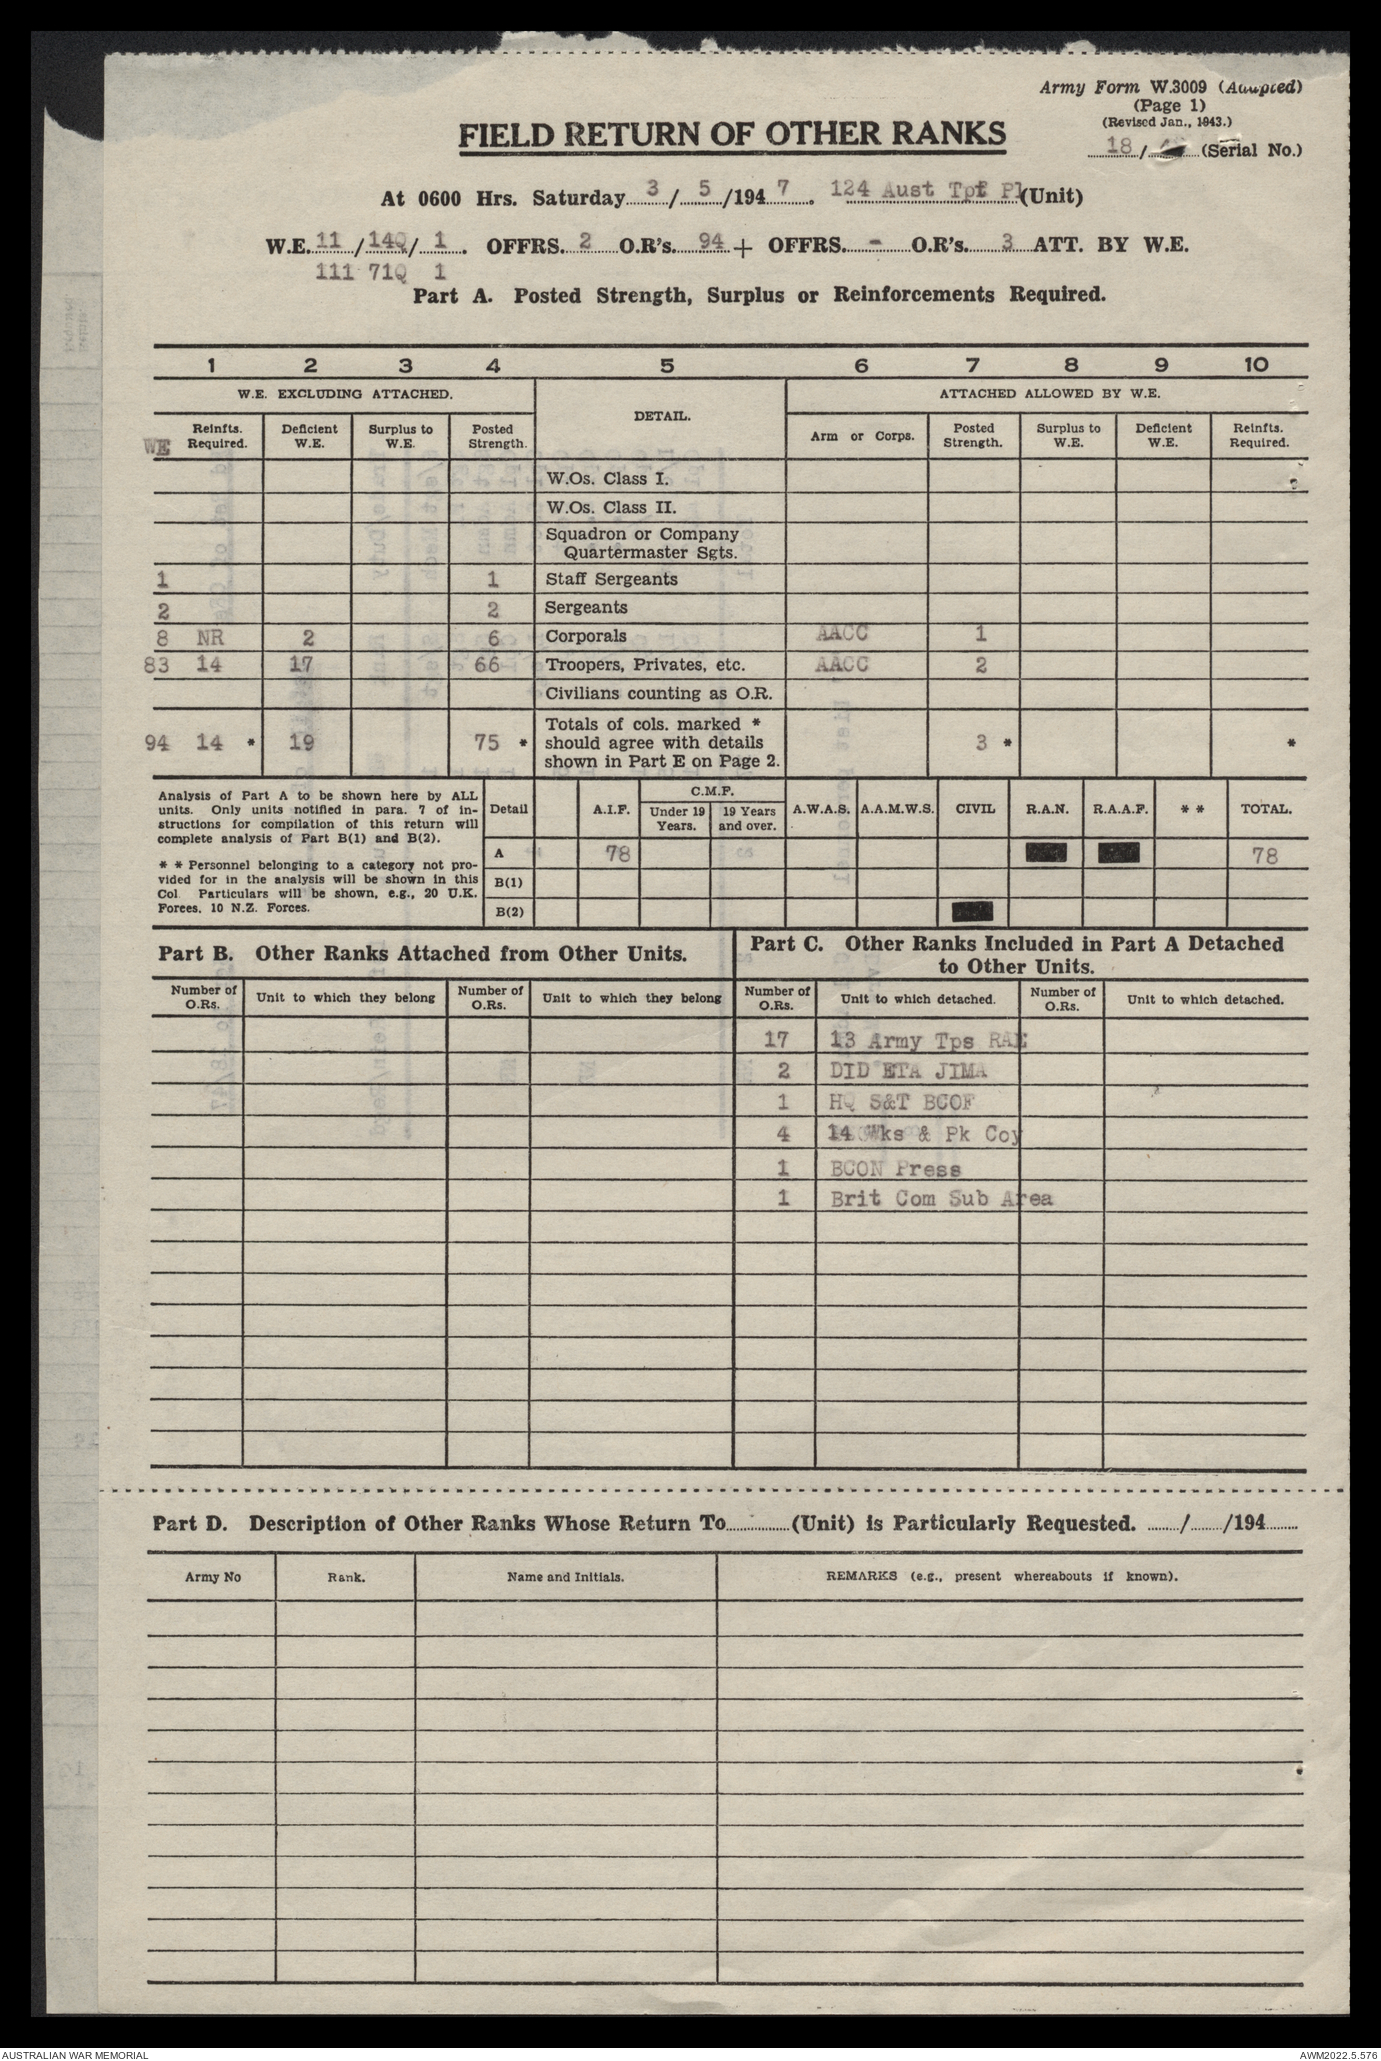 Army Form W.3009 (Adapted)
(Page 1)
(Revised Jan., 1943.)
FIELD RETURN OF OTHER RANKS
18 / (Serial No.)
At 0600 Hrs. Saturday 3 / 5 /194 7 . 124 Aust Tpt Pl (Unit)
W.E. 11 / 14Q / 1 . OFFRS. 2 O.R's. 94 + OFFRS. - O.R's. 3 ATT. BY W.E.
111 71Q 1
Part A. Posted Strength, Surplus or Reinforcements Required.
1 2 3 4 5 6 7 8 9 10
W.E. EXCLUDING ATTACHED. DETAIL. ATTACHED ALLOWED BY W.E.
WE Reinfts. Required. Deficient W.E. Surplus to W.E. Posted Strength. Arm or Corps. Posted Strength. Surplus to W.E. Deficient W.E. Reinfts. Required.
W.Os. Class I.
W.Os. Class II.
Squadron or Company
Quartermaster Sgts.
1 1 Staff Sergeants
2 2 Sergeants
8 NR 2 6 Corporals AACC 1
83 14 17 66 Troopers, Privates, etc. AACC 2
Civilians counting as O.R.
Totals of cols. marked *
94 14 * 19 75 * should agree with details 3 * *
shown in Part E on Page 2.
Analysis of Part A to be shown here by ALL
units. Only units notified in para. 7 of in-
structions for compilation of this return will
complete analysis of Part B(1) and B(2).
* * Personnel belonging to a category not pro-
vided for in the analysis will be shown in this
Col Particulars will be shown, e.g., 20 U.K.
Forces. 10 N.Z. Forces.
Detail A.I.F. C.M.F. Under 19 Years. 19 Years and over. A.W.A.S. A.A.M.W.S. CIVIL R.A.N. R.A.A.F. * * TOTAL.
A 78 78
B(1)
B(2)
Part B. Other Ranks Attached from Other Units.
Number of O.Rs. Unit to which they belong Number of O.Rs. Unit to which they belong
Part C. Other Ranks Included in Part A Detached
to Other Units.
Number of O.Rs. Unit to which detached. Number of O.Rs. Unit to which detached.
17 13 Army Tps RAE
2 DID ETA JIMA
1 HQ S&T BCOF
4 14 Wks & Pk Coy
1 BCON Press
1 Brit Com Sub Area
Part D. Description of Other Ranks Whose Return To (Unit) is Particularly Requested. / /194
Army No Rank. Name and Initials. REMARKS (e.g., present whereabouts if known).
AUSTRALIAN WAR MEMORIAL AWM2022.5.576